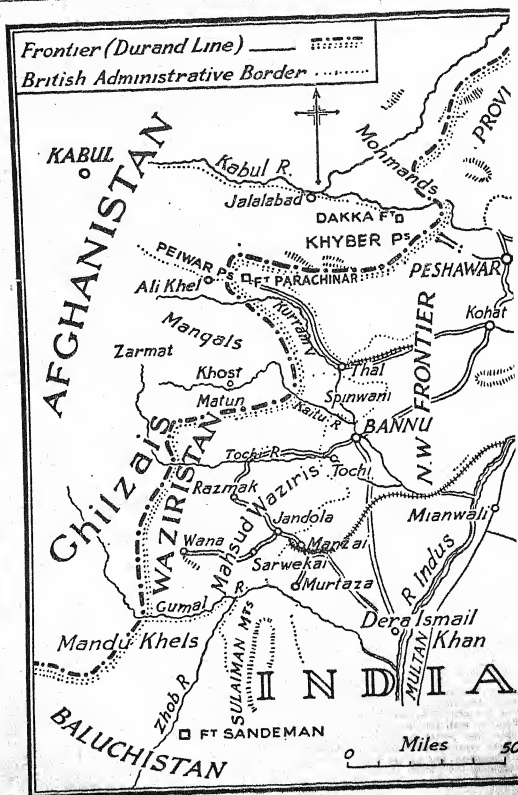 Frontier (Durand Line)
British Administrative Border
PROVI
Mohmands
KABUL
Kabul R.
Jalalabad
DAKKA FT
KHYBER Ps
AFGHANISTAN
PEIWAR Ps
FT PARACHINAR
PESHAWAR
Ali Khel
Kurram V
Kohat
Mangals
Zarmat
Thal
N.W FRONTIER
Khost
Matun
Spinwani
Kaitu R
BANNU
Ghilzais
WAZIRISTAN
Tochi R
Tochi
Razmak
Mahsud Waziris
Mianwali
Jandola
Wana
Manzai
Sarwekai
R Indus
Murtaza
Gumal R.
Dera Ismail
Khan
Mandu Khels
SULAIMAN MTS
MULTAN
INDIA
Zhob R
FT SANDEMAN
BALUCHISTAN
Miles
0 50